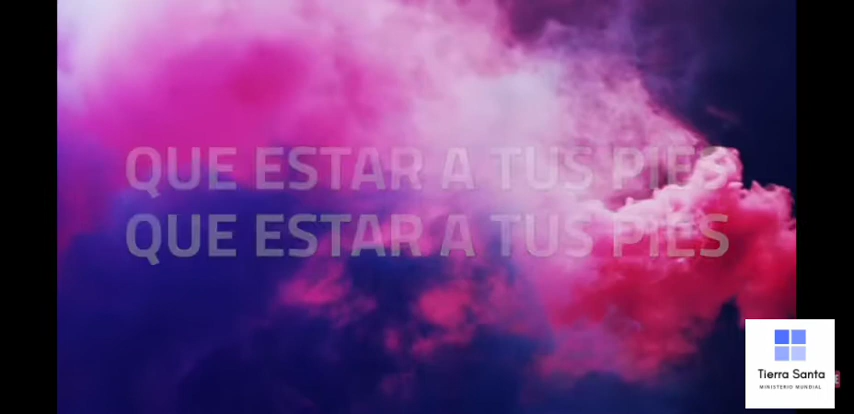 QUE ESTAR A TUS PIES
QUE ESTAR A TUS PIES
Tierra Santa
MINISTERIO MUNDIAL